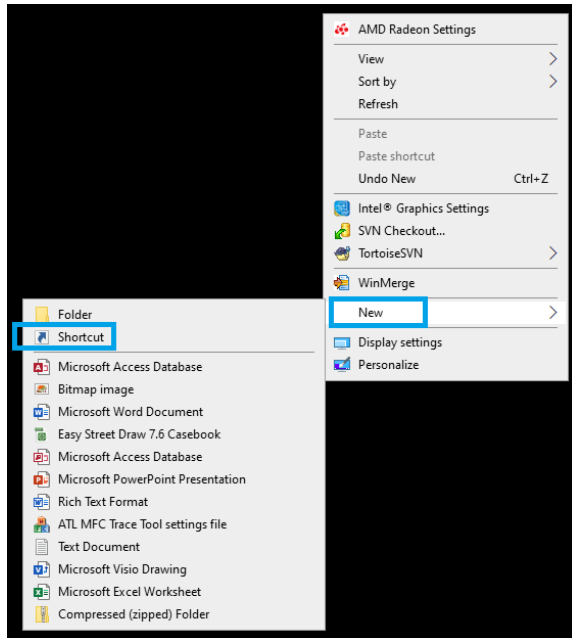 AMD Radeon Settings
View
Sort by
Refresh
Paste
Paste shortcut
Undo New Ctrl+Z
Intel® Graphics Settings
SVN Checkout...
TortoiseSVN
WinMerge
New
Display settings
Personalize
Folder
Shortcut
Microsoft Access Database
Bitmap image
Microsoft Word Document
Easy Street Draw 7.6 Casebook
Microsoft Access Database
Microsoft PowerPoint Presentation
Rich Text Format
ATL MFC Trace Tool settings file
Text Document
Microsoft Visio Drawing
Microsoft Excel Worksheet
Compressed (zipped) Folder